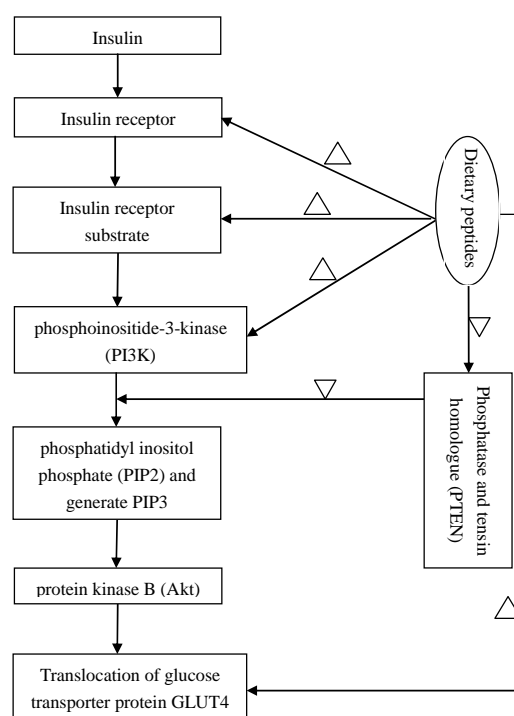 Insulin
Insulin receptor
Insulin receptor
substrate
phosphoinositide-3-kinase
(PI3K)
phosphatidyl inositol
phosphate (PIP2) and
generate PIP3
protein kinase B (Akt)
Translocation of glucose
transporter protein GLUT4
Dietary peptides
Phosphatase and tensin
homologue (PTEN)